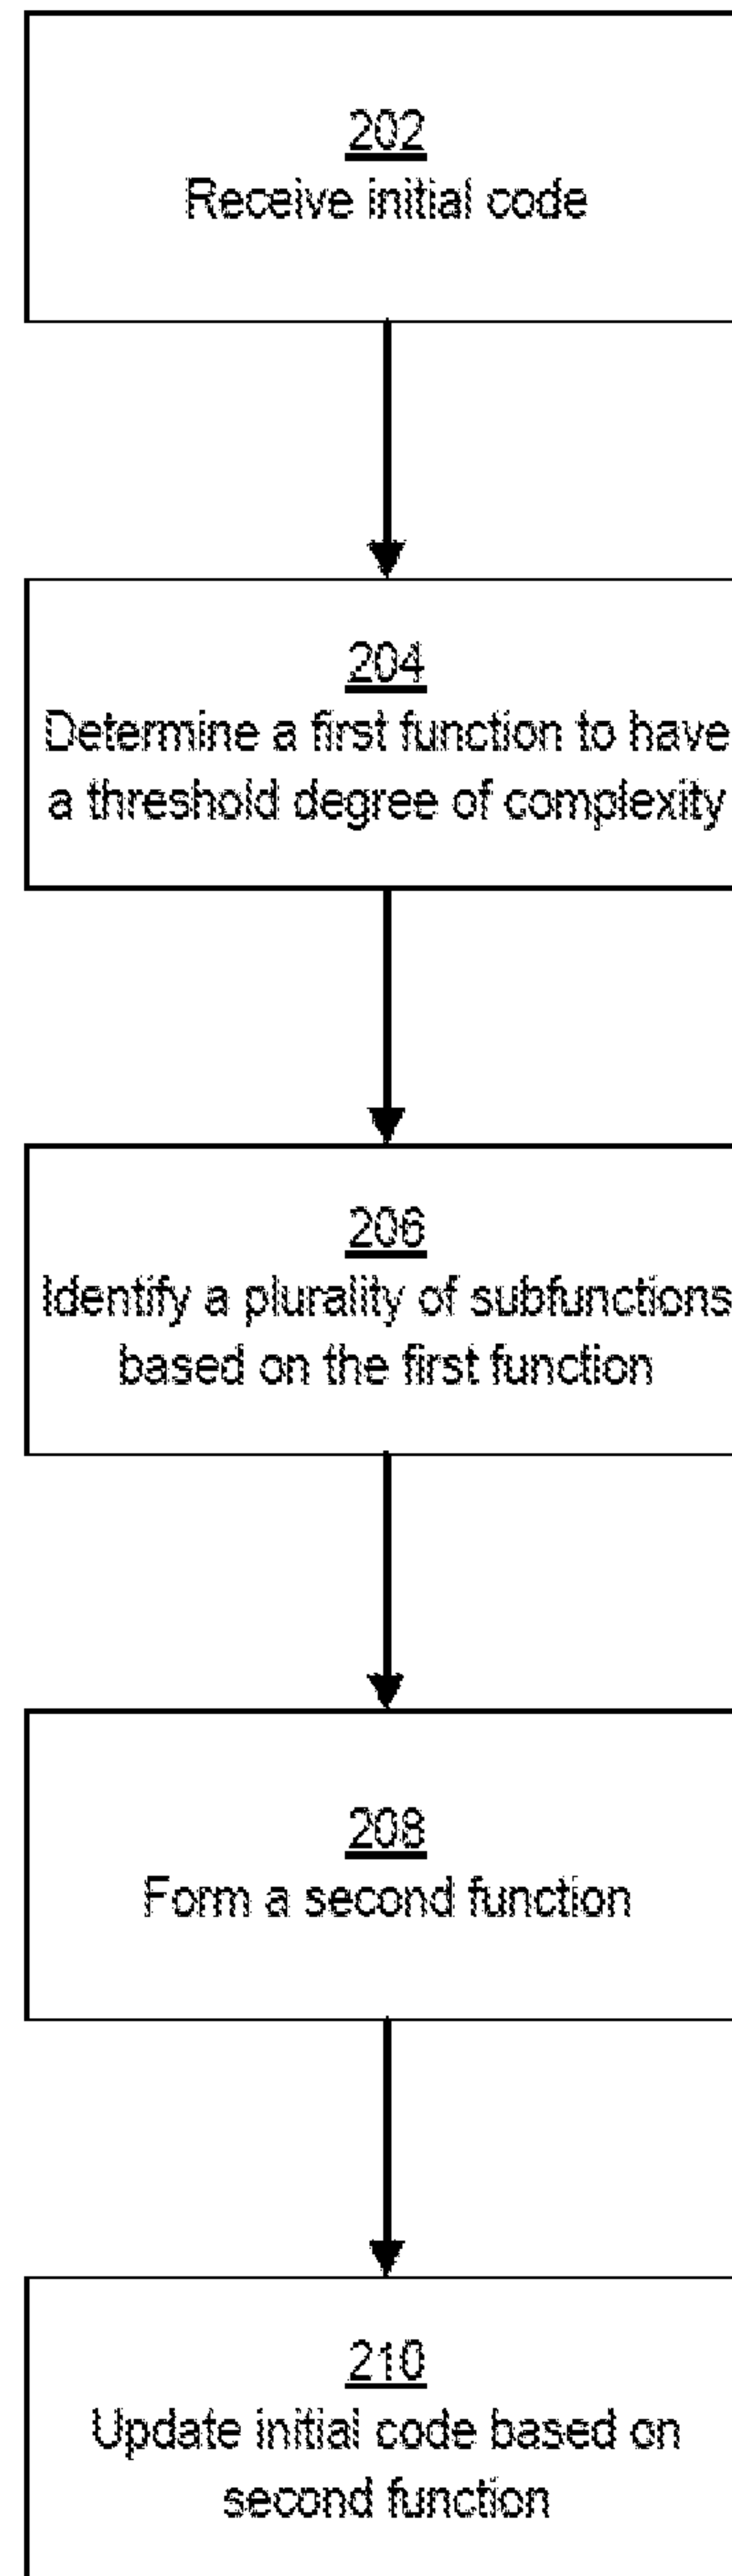 202
Receive initial code
204
Determine a first function to have
a threshold degree of complexity
206
Identify a plurality of subfunctions
based on the first function
208
Form a second function
210
Update initial code based on
second function